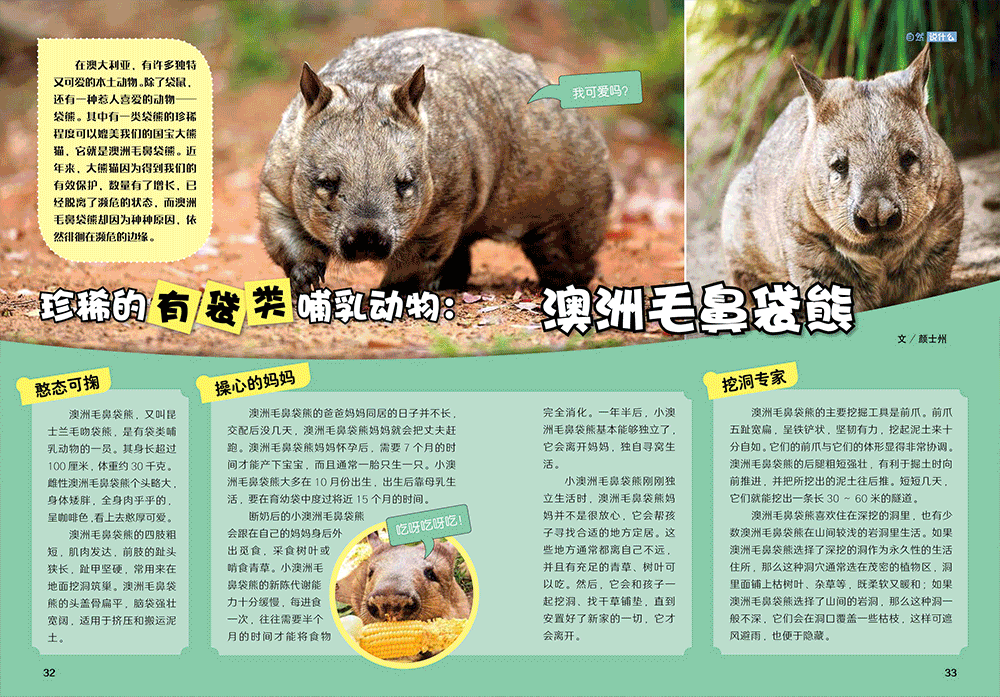 自然 说什么
在澳大利亚，有许多独特
又可爱的本土动物。除了袋鼠，
还有一种惹人喜爱的动物——
袋熊。其中有一类袋熊的珍稀
程度可以媲美我们的国宝大熊
猫，它就是澳洲毛鼻袋熊。近
年来，大熊猫因为得到我们的
有效保护，数量有了增长，已
经脱离了濒危的状态，而澳洲
毛鼻袋熊却因为种种原因，依
然徘徊在濒危的边缘。
我可爱吗？
珍稀的有袋类哺乳动物： 澳洲毛鼻袋熊
文／颜士州
憨态可掬
澳洲毛鼻袋熊，又叫昆
士兰毛吻袋熊，是有袋类哺
乳动物的一员。其身长超过
100 厘米，体重约 30 千克。
雌性澳洲毛鼻袋熊个头略大，
身体矮胖，全身肉乎乎的，
呈咖啡色，看上去憨厚可爱。
澳洲毛鼻袋熊的四肢粗
短，肌肉发达，前肢的趾头
狭长，趾甲坚硬，常用来在
地面挖洞筑巢。澳洲毛鼻袋
熊的头盖骨扁平，脑袋强壮
宽阔，适用于挤压和搬运泥
土。
操心的妈妈
澳洲毛鼻袋熊的爸爸妈妈同居的日子并不长，
交配后没几天，澳洲毛鼻袋熊妈妈就会把丈夫赶
跑。澳洲毛鼻袋熊妈妈怀孕后，需要 7 个月的时
间才能产下宝宝，而且通常一胎只生一只。小澳
洲毛鼻袋熊大多在 10 月份出生，出生后靠母乳生
活，要在育幼袋中度过将近 15 个月的时间。
断奶后的小澳洲毛鼻袋熊
会跟在自己的妈妈身后外
出觅食，采食树叶或
啃食青草。小澳洲毛
鼻袋熊的新陈代谢能
力十分缓慢，每进食
一次，往往需要半个
月的时间才能将食物
吃呀吃呀吃！
完全消化。一年半后，小澳
洲毛鼻袋熊基本能够独立了，
它会离开妈妈，独自寻窝生
活。
小澳洲毛鼻袋熊刚刚独
立生活时，澳洲毛鼻袋熊妈
妈并不是很放心，它会帮孩
子寻找合适的地方定居。这
些地方通常都离自己不远，
并且有充足的青草、树叶可
以吃。然后，它会和孩子一
起挖洞、找干草铺垫，直到
安置好了新家的一切，它才
会离开。
挖洞专家
澳洲毛鼻袋熊的主要挖掘工具是前爪。前爪
五趾宽扁，呈铁铲状，坚韧有力，挖起泥土来十
分自如。它们的前爪与它们的体形显得非常协调。
澳洲毛鼻袋熊的后腿粗短强壮，有利于掘土时向
前推进，并把所挖出的泥土往后推。短短几天，
它们就能挖出一条长 30 ～ 60 米的隧道。
澳洲毛鼻袋熊喜欢住在深挖的洞里，也有少
数澳洲毛鼻袋熊在山间较浅的岩洞里生活。如果
澳洲毛鼻袋熊选择了深挖的洞作为永久性的生活
住所，那么这种洞穴通常选在茂密的植物区，洞
里面铺上枯树叶、杂草等，既柔软又暖和；如果
澳洲毛鼻袋熊选择了山间的岩洞，那么这种洞一
般不深，它们会在洞口覆盖一些枯枝，这样可遮
风避雨，也便于隐藏。
32
33